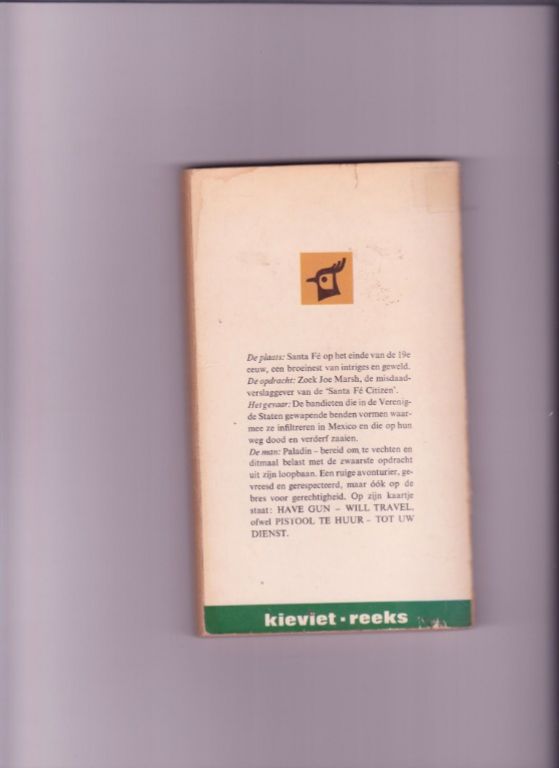 De plaats: Santa Fé op het einde van de 19e
eeuw, een broeinest van intriges en geweld.
De opdracht: Zoek Joe Marsh, de misdaad-
verslaggever van de 'Santa Fé Citizen'.
Het gevaar: De bandieten die in de Verenig-
de Staten gewapende benden vormen waar-
mee ze infiltreren in Mexico en die op hun
weg dood en verderf zaaien.
De man: Paladin – bereid om te vechten en
ditmaal belast met de zwaarste opdracht
uit zijn loopbaan. Een ruige avonturier, ge-
vreesd en gerespecteerd, maar óók op de
bres voor gerechtigheid. Op zijn kaartje
staat: HAVE GUN – WILL TRAVEL,
ofwel PISTOOL TE HUUR – TOT UW
DIENST.
kieviet·reeks